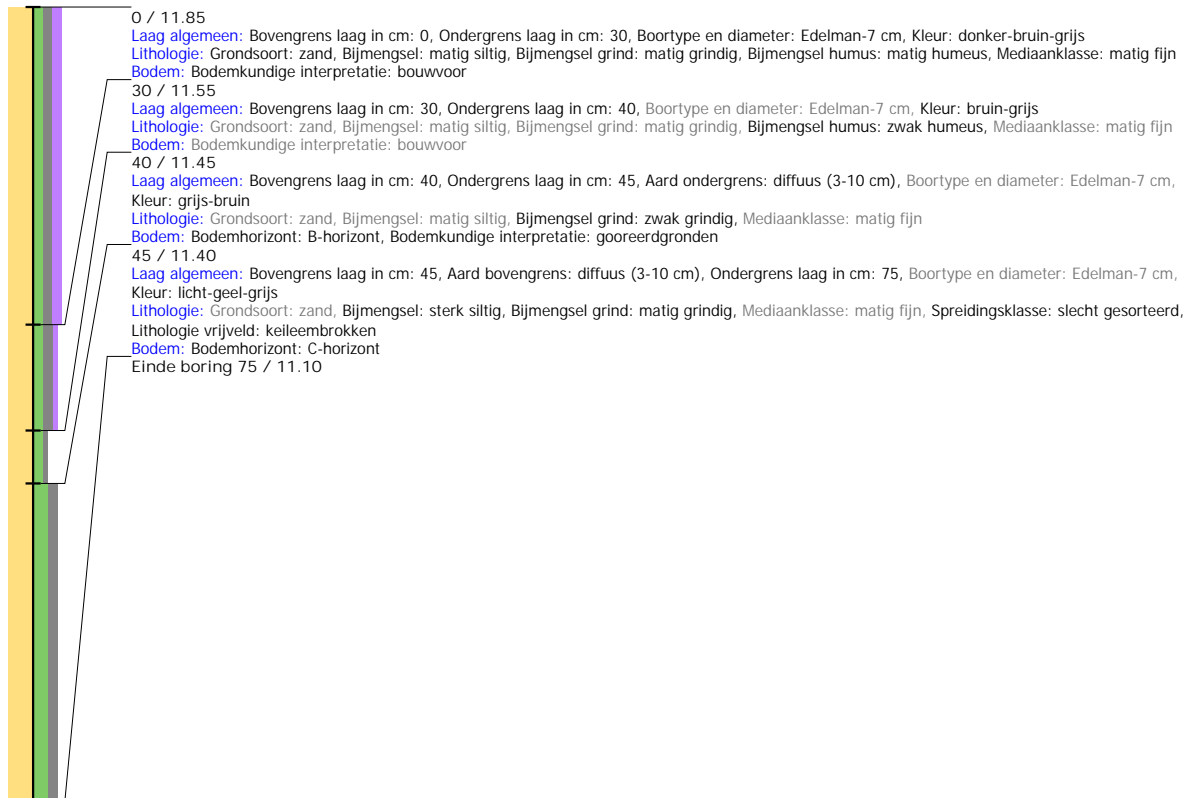 0 / 11.85
Laag algemeen: Bovengrens laag in cm: 0, Ondergrens laag in cm: 30, Boortype en diameter: Edelman-7 cm, Kleur: donker-bruin-grijs
Lithologie: Grondsoort: zand, Bijmengsel: matig siltig, Bijmengsel grind: matig grindig, Bijmengsel humus: matig humeus, Mediaanklasse: matig fijn
Bodem: Bodemkundige interpretatie: bouwvoor
30 / 11.55
Laag algemeen: Bovengrens laag in cm: 30, Ondergrens laag in cm: 40, Boortype en diameter: Edelman-7 cm, Kleur: bruin-grijs
Lithologie: Grondsoort: zand, Bijmengsel: matig siltig, Bijmengsel grind: matig grindig, Bijmengsel humus: zwak humeus, Mediaanklasse: matig fijn
Bodem: Bodemkundige interpretatie: bouwvoor
40 / 11.45
Laag algemeen: Bovengrens laag in cm: 40, Ondergrens laag in cm: 45, Aard ondergrens: diffuus (3-10 cm), Boortype en diameter: Edelman-7 cm,
Kleur: grijs-bruin
Lithologie: Grondsoort: zand, Bijmengsel: matig siltig, Bijmengsel grind: zwak grindig, Mediaanklasse: matig fijn
Bodem: Bodemhorizont: B-horizont, Bodemkundige interpretatie: gooreerdgronden
45 / 11.40
Laag algemeen: Bovengrens laag in cm: 45, Aard bovengrens: diffuus (3-10 cm), Ondergrens laag in cm: 75, Boortype en diameter: Edelman-7 cm,
Kleur: licht-geel-grijs
Lithologie: Grondsoort: zand, Bijmengsel: sterk siltig, Bijmengsel grind: matig grindig, Mediaanklasse: matig fijn, Spreidingsklasse: slecht gesorteerd,
Lithologie vrijveld: keileembrokken
Bodem: Bodemhorizont: C-horizont
Einde boring 75 / 11.10